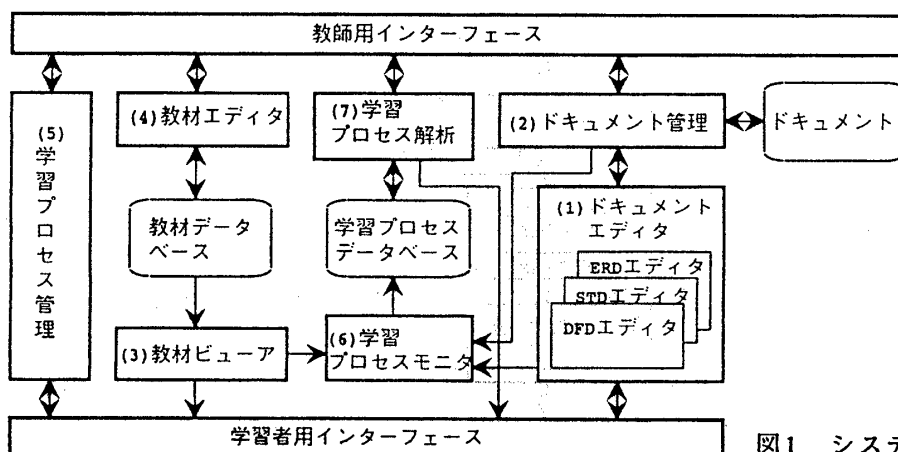 教師用インターフェース
(5)学習プロセス管理
(4)教材エディタ
(7)学習
プロセス解析
(2)ドキュメント管理
ドキュメント
教材データ
ベース
学習プロセス
データベース
(1)ドキュメント
エディタ
ERDエディタ
STDエディタ
DFDエディタ
(3)教材ビューア
(6)学習
プロセスモニタ
学習者用インターフェース
図1 システ